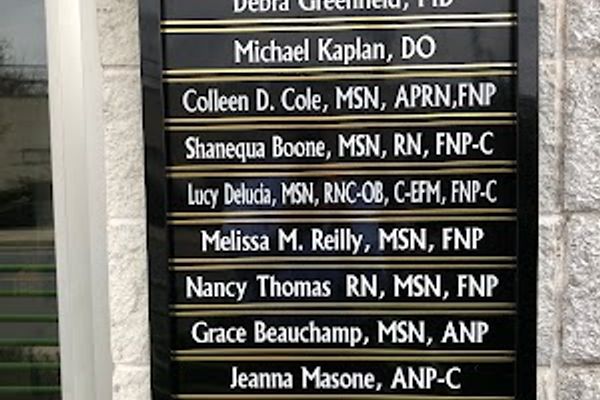 Debra Greenfield, MD
Michael Kaplan, DO
Colleen D. Cole, MSN, APRN,FNP
Shanequa Boone, MSN, RN, FNP-C
Lucy Delucia, MSN, RNC-OB, C-EFM, FNP-C
Melissa M. Reilly, MSN, FNP
Nancy Thomas RN, MSN, FNP
Grace Beauchamp, MSN, ANP
Jeanna Masone, ANP-C